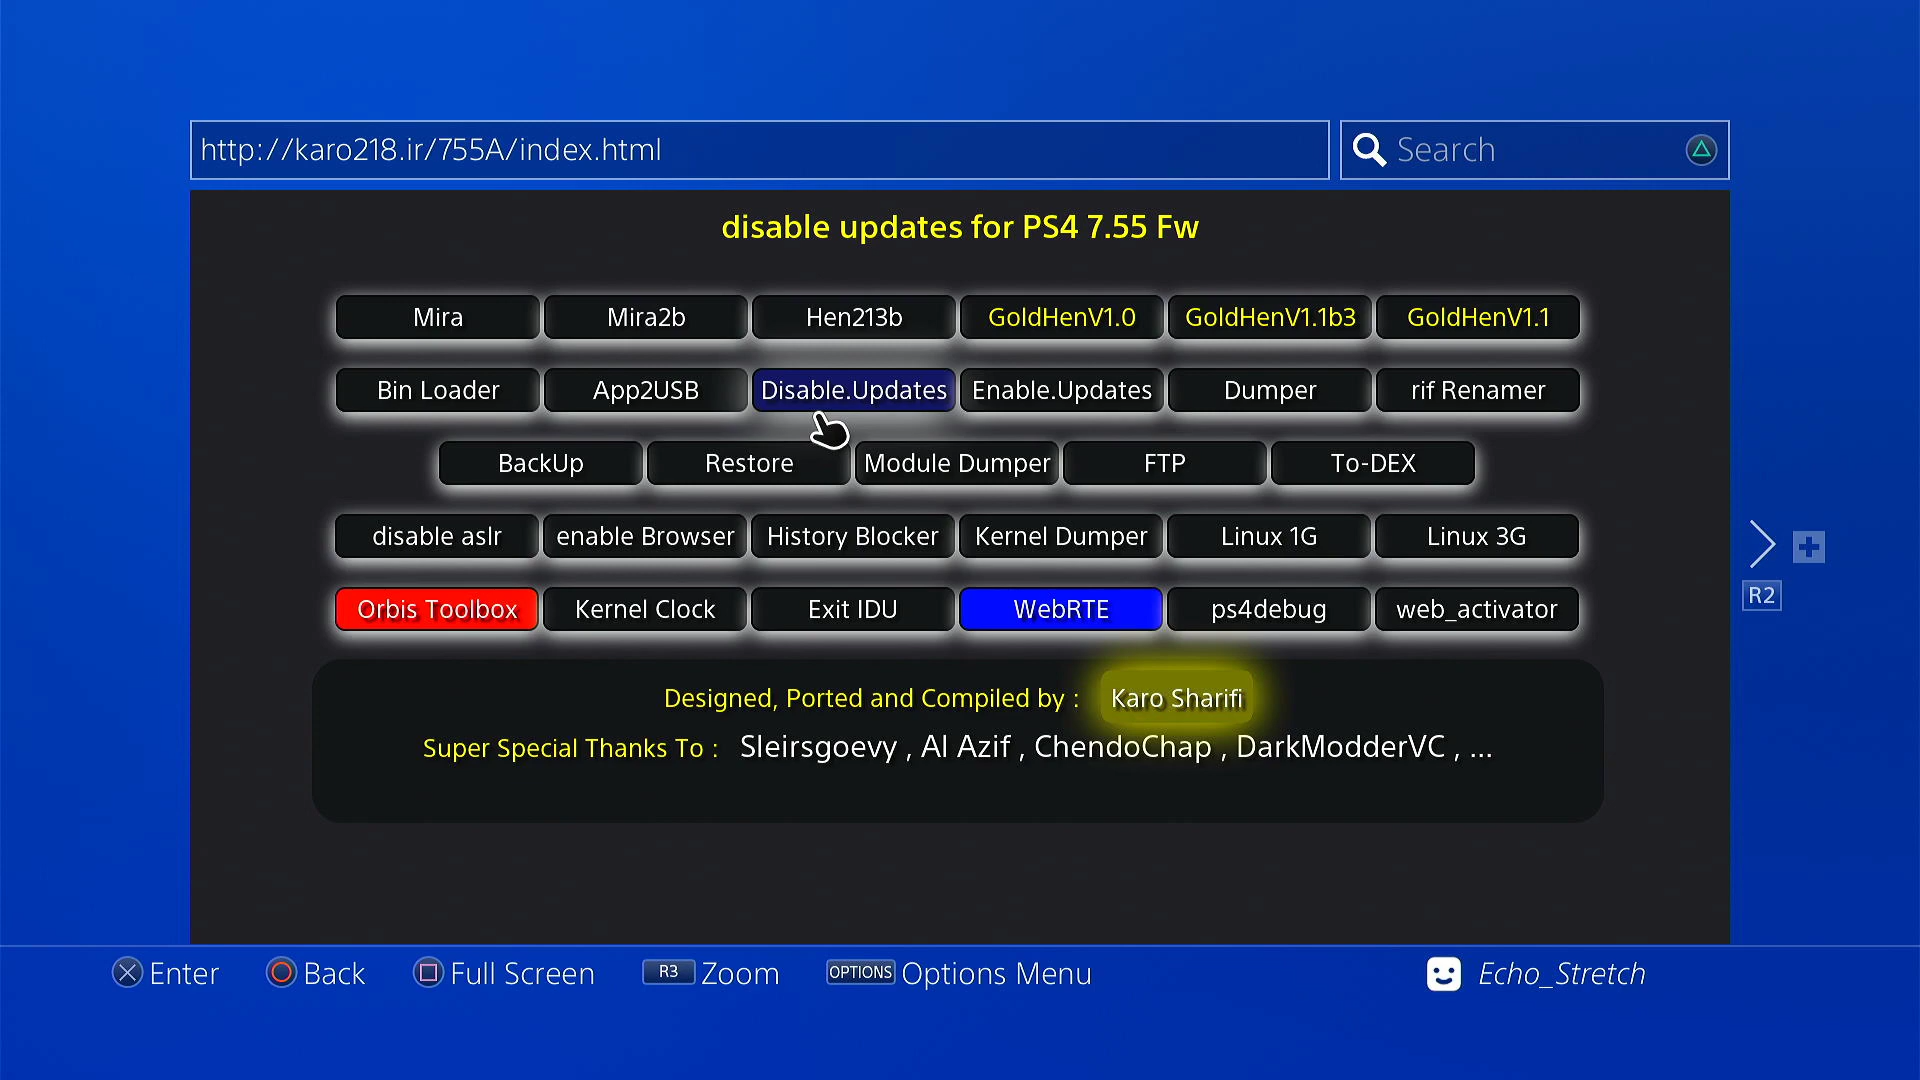 http://karo218.ir/755A/index.html Search
disable updates for PS4 7.55 Fw
Mira Mira2b Hen213b GoldHenV1.0 GoldHenV1.1b3 GoldHenV1.1
Bin Loader App2USB Disable.Updates Enable.Updates Dumper rif Renamer
BackUp Restore Module Dumper FTP To-DEX
disable aslr enable Browser History Blocker Kernel Dumper Linux 1G Linux 3G
R2
Orbis Toolbox Kernel Clock Exit IDU WebRTE ps4debug web_activator
Designed, Ported and Compiled by : Karo Sharifi
Super Special Thanks To : Sleirsgoevy , Al Azif , ChendoChap , DarkModderVC , ...
Enter Back Full Screen R3 Zoom OPTIONS Options Menu Echo_Stretch